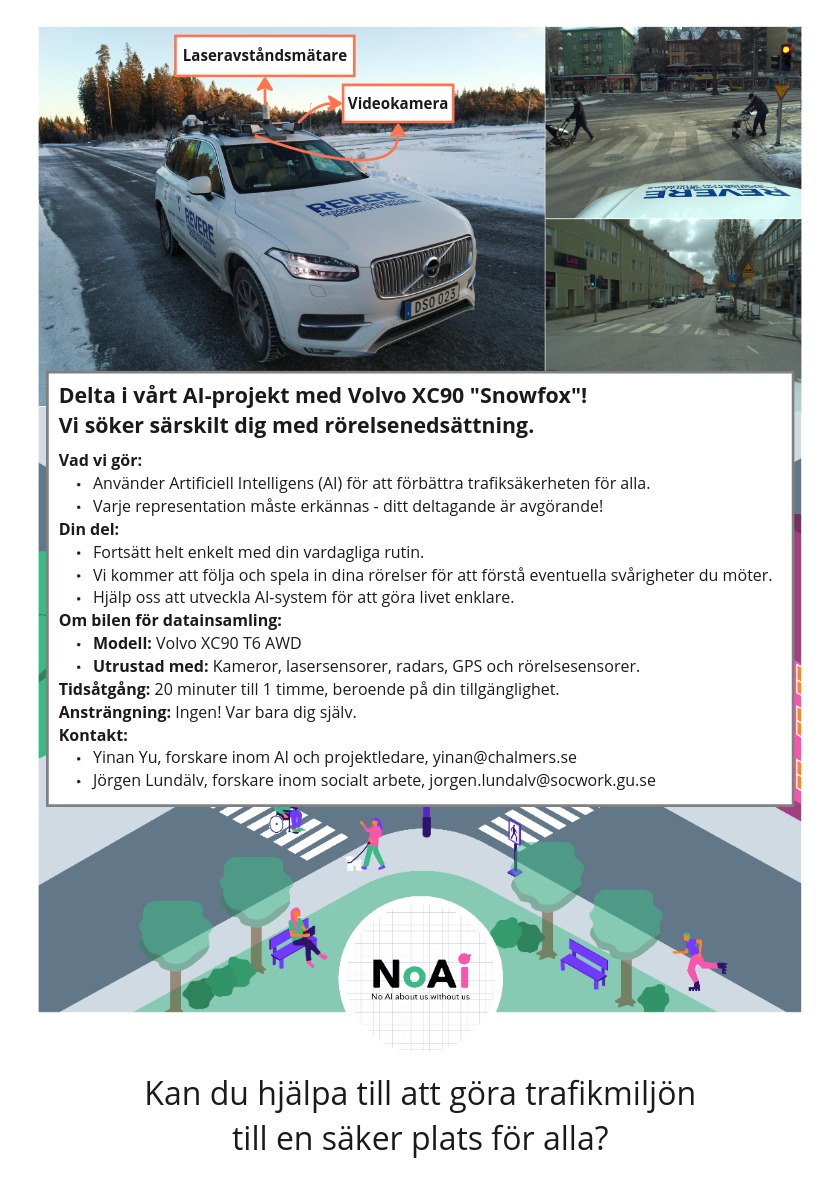 Laseravståndsmätare
Videokamera
REVERE
REVERE
DSO 023
REVERE
Delta i vårt AI-projekt med Volvo XC90 "Snowfox"!
Vi söker särskilt dig med rörelsenedsättning.
Vad vi gör:
• Använder Artificiell Intelligens (AI) för att förbättra trafiksäkerheten för alla.
• Varje representation måste erkännas - ditt deltagande är avgörande!
Din del:
• Fortsätt helt enkelt med din vardagliga rutin.
• Vi kommer att följa och spela in dina rörelser för att förstå eventuella svårigheter du möter.
• Hjälp oss att utveckla AI-system för att göra livet enklare.
Om bilen för datainsamling:
• Modell: Volvo XC90 T6 AWD
• Utrustad med: Kameror, lasersensorer, radars, GPS och rörelsesensorer.
Tidsåtgång: 20 minuter till 1 timme, beroende på din tillgänglighet.
Ansträngning: Ingen! Var bara dig själv.
Kontakt:
• Yinan Yu, forskare inom AI och projektledare, yinan@chalmers.se
• Jörgen Lundälv, forskare inom socialt arbete, jorgen.lundalv@socwork.gu.se
NoAi
No AI about us without us
Kan du hjälpa till att göra trafikmiljön
till en säker plats för alla?